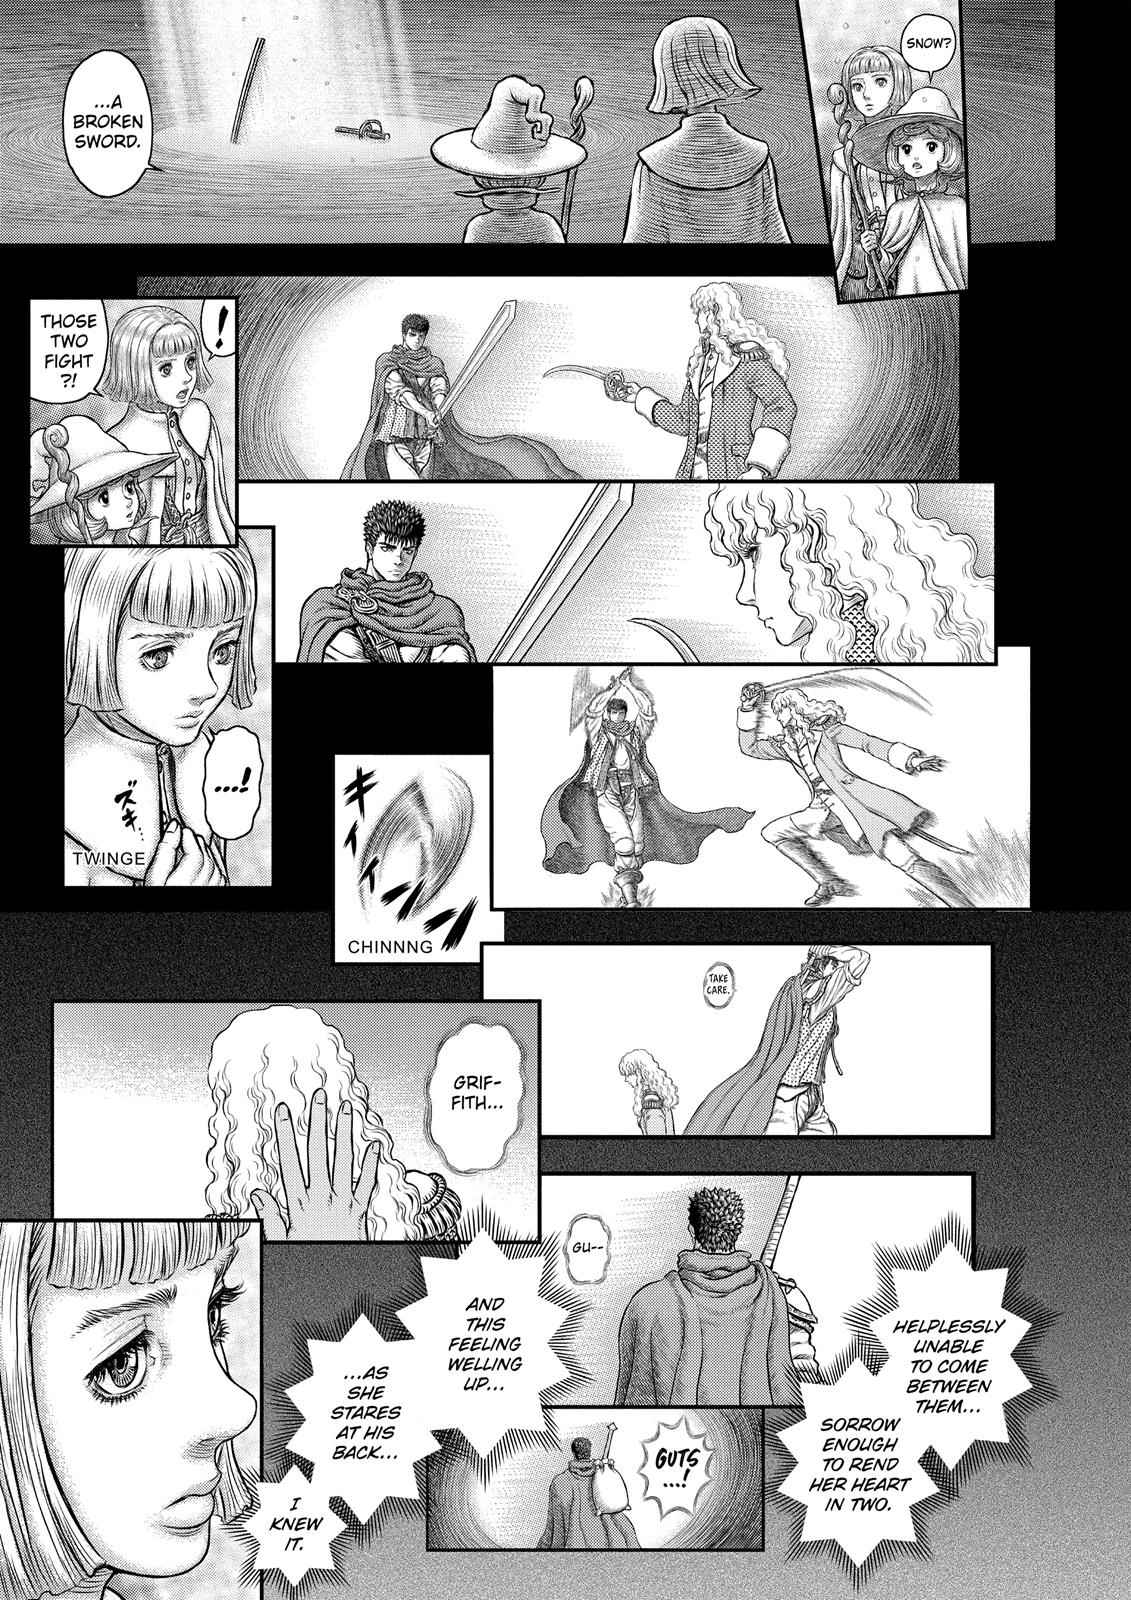 SNOW?
...A
BROKEN
SWORD.
!
THOSE
TWO
FIGHT
?!
....!
ズキ...
TWINGE
キィィィン
CHINNNG
TAKE
CARE.
GRIF-
FITH...
GU--
HELPLESSLY
UNABLE
TO COME
BETWEEN
THEM...
SORROW
ENOUGH
TO REND
HER HEART
IN TWO.
GUTS
....!
AND
THIS
FEELING
WELLING
UP...
...AS
SHE
STARES
AT HIS
BACK...
I
KNEW
IT.